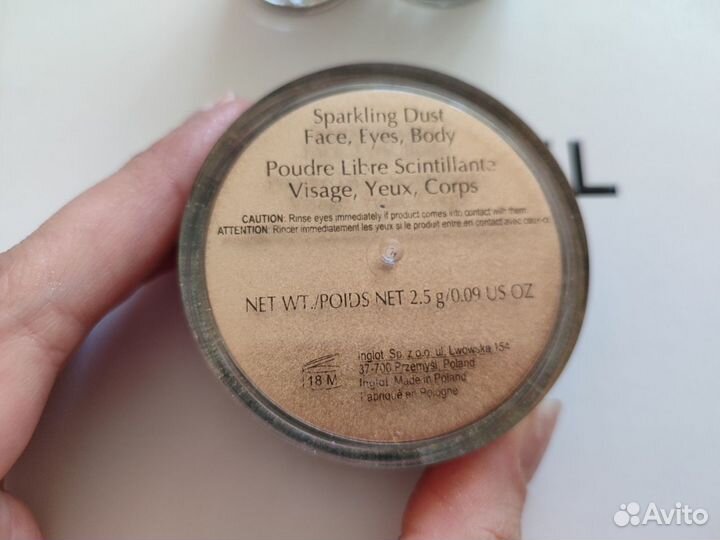 Sparkling Dust
Face, Eyes, Body
Poudre Libre Scintillante
Visage, Yeux, Corps
CAUTION: Rinse eyes immediately if product comes into contact with them.
ATTENTION: Rincer immediatement les yeux si le produit entre en contact avec ceux-ci.
NET WT./POIDS NET 2.5 g/0.09 US OZ
18 M
Inglot Sp. z o.o. ul. Lwowska 154
37-700 Przemyśl, Poland
Inglot Made in Poland
Fabriqué en Pologne
L
Avito